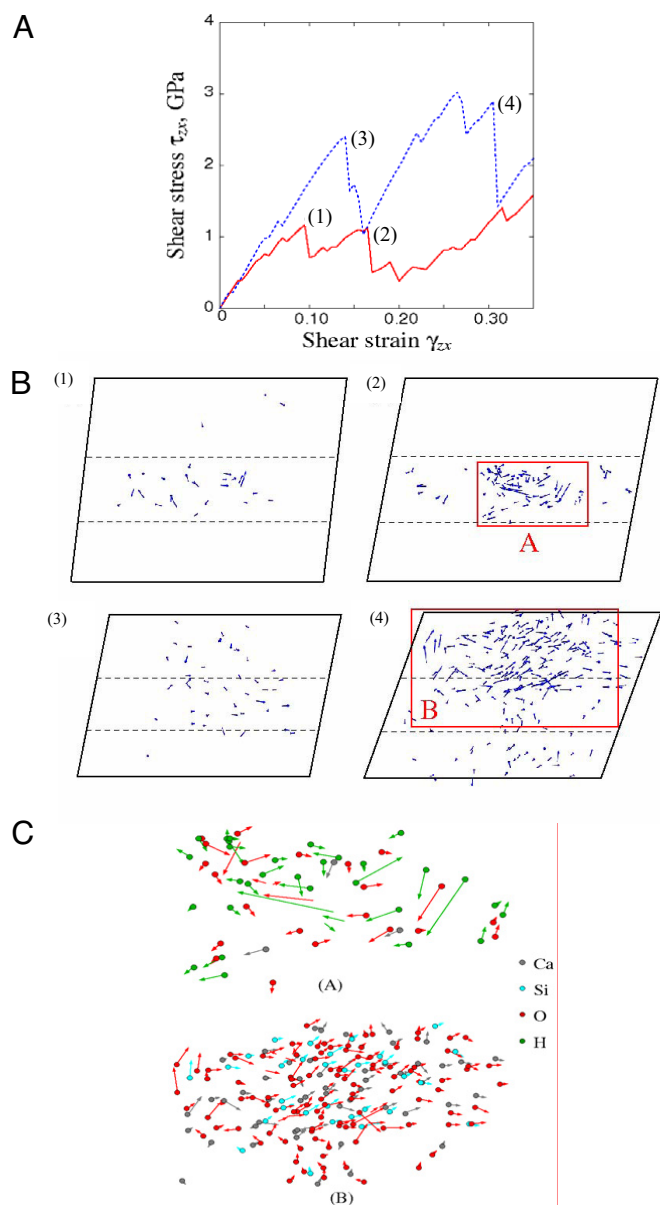 A
4
3
2
1
0
Shear stress τzx, GPa
(1)
(2)
(3)
(4)
0
0.10
0.20
0.30
Shear strain γzx
B
(1)
(2)
A
(3)
(4)
B
C
Ca
Si
O
H
(A)
(B)